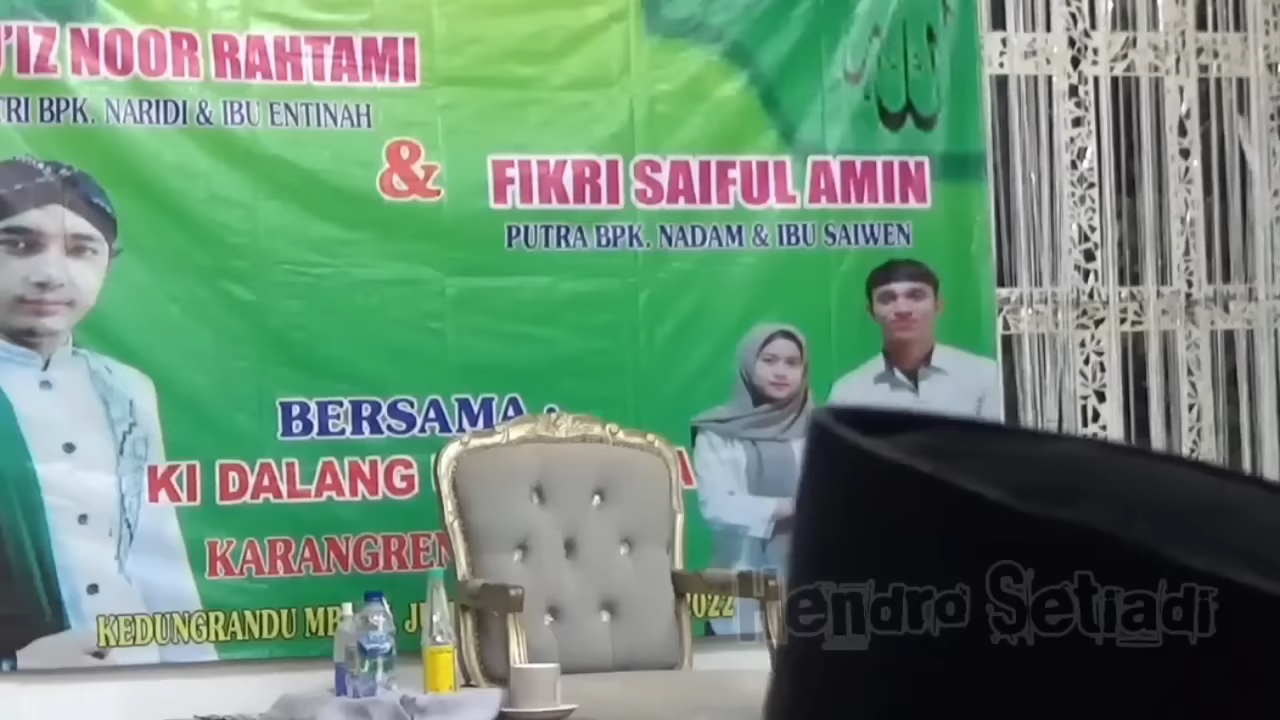 'IZ NOOR RAHTAMI
TRI BPK. NARIDI & IBU ENTINAH
&
FIKRI SAIFUL AMIN
PUTRA BPK. NADAM & IBU SAIWEN
BERSAMA :
KI DALANG
KARANGREN
KEDUNGRANDU 2022
Hendro Setiadi